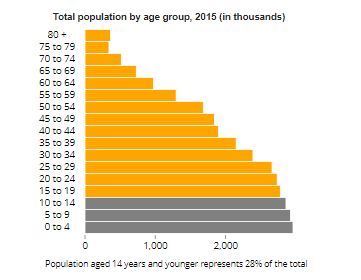 Total population by age group, 2015 (in thousands)
80 +
75 to 79
70 to 74
65 to 69
60 to 64
55 to 59
50 to 54
45 to 49
40 to 44
35 to 39
30 to 34
25 to 29
20 to 24
15 to 19
10 to 14
5 to 9
0 to 4
0 1,000 2,000
Population aged 14 years and younger represents 28% of the total